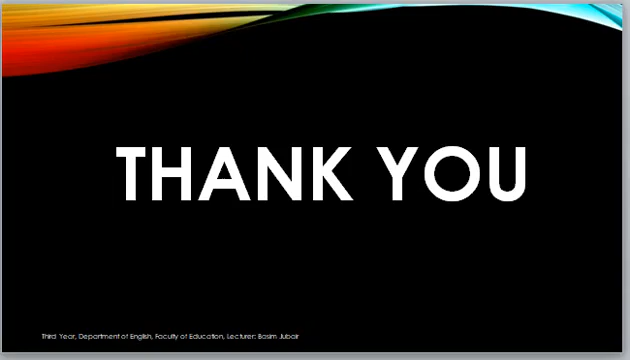 THANK YOU
Third Year, Department of English, Faculty of Education, Lecturer: Basim Jubair